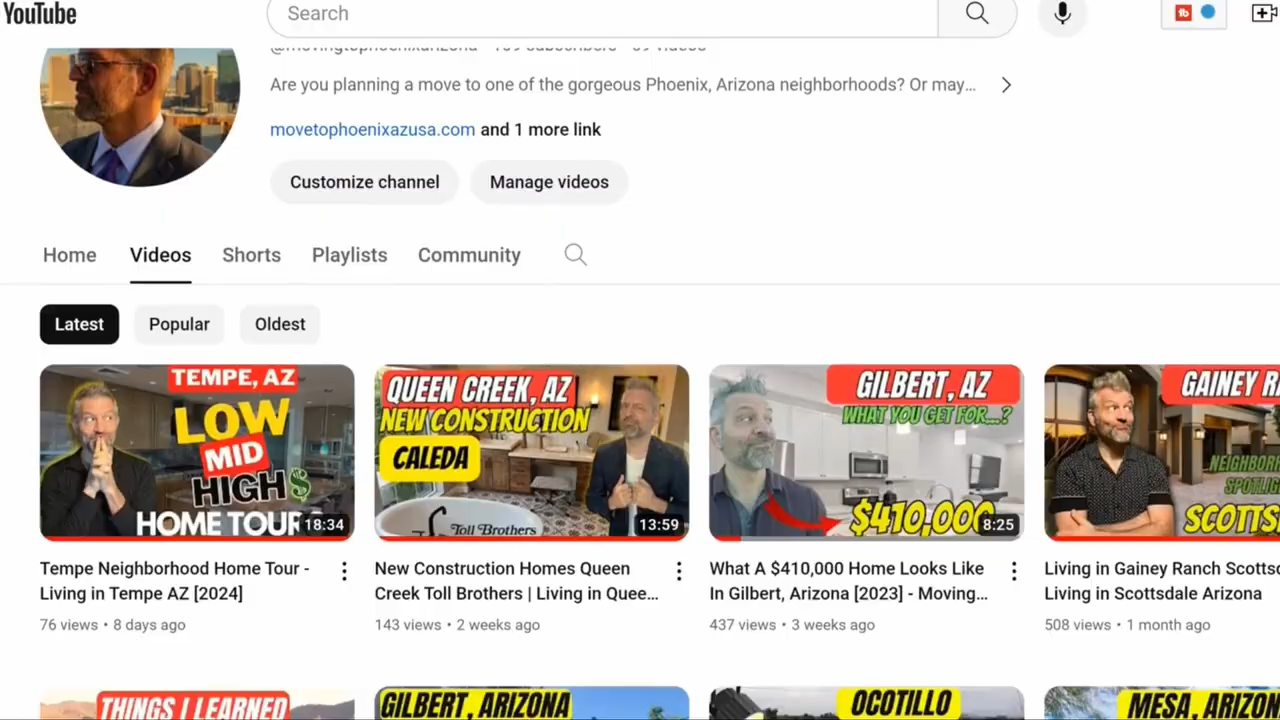 YouTube
Search
@movingtophoenixarizona
Are you planning a move to one of the gorgeous Phoenix, Arizona neighborhoods? Or may…
movetophoenixazusa.com and 1 more link
Customize channel
Manage videos
Home
Videos
Shorts
Playlists
Community
Latest
Popular
Oldest
TEMPE, AZ
LOW
MID
HIGH $
HOME TOUR
18:34
QUEEN CREEK, AZ
NEW CONSTRUCTION
CALEDA
Toll Brothers
13:59
GILBERT, AZ
WHAT YOU GET FOR...?
$410,000
8:25
GAINEY R
NEIGHBORH
SPOTLIG
SCOTTS
Tempe Neighborhood Home Tour -
Living in Tempe AZ [2024]
76 views • 8 days ago
New Construction Homes Queen
Creek Toll Brothers | Living in Quee…
143 views • 2 weeks ago
What A $410,000 Home Looks Like
In Gilbert, Arizona [2023] - Moving…
437 views • 3 weeks ago
Living in Gainey Ranch Scottsd
Living in Scottsdale Arizona
508 views • 1 month ago
THINGS I LEARNED
GILBERT, ARIZONA
OCOTILLO
MESA, ARIZON